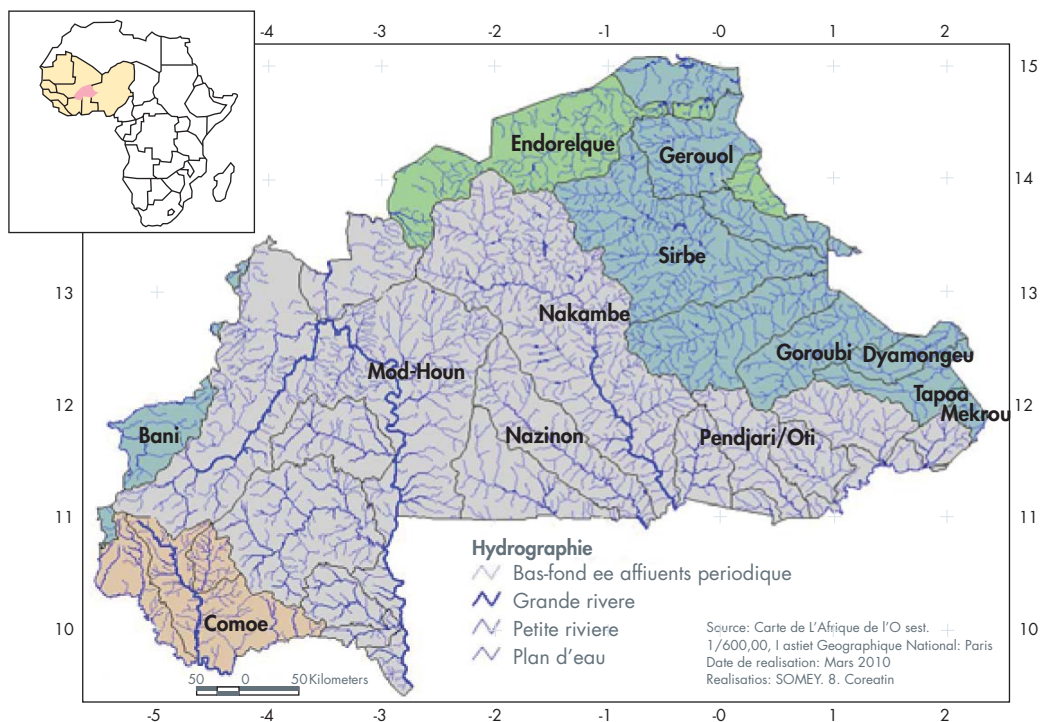 -4
-3
-2
-1
-0
1
2
15
15
Endorelque
Gerouol
14
14
Sirbe
13
13
Nakambe
Goroubi
Dyamongeu
Mod-Houn
Tapoa
12
12
Mekrou
Bani
Nazinon
Pendjari/Oti
11
11
Hydrographie
Bas-fond ee affiuents periodique
Grande rivere
Petite riviere
Plan d'eau
Comoe
10
10
Source: Carte de L'Afrique de l'O sest.
1/600,00, I astiet Geographique National: Paris
Date de realisation: Mars 2010
Realisatios: SOMEY. 8. Coreatin
50 0 50 Kilometers
-5
-4
-3
-2
-1
-0
1
2